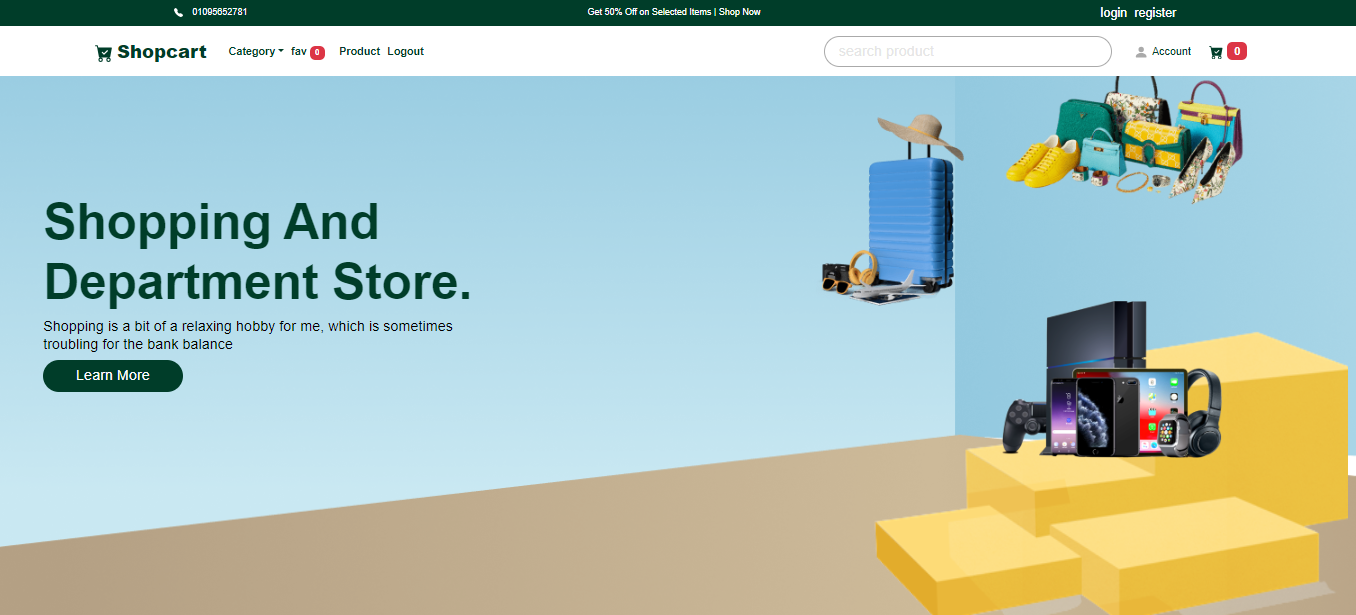 01095652781
Get 50% Off on Selected Items | Shop Now
login register
Shopcart
Category fav 0 Product Logout
search product
Account 0
Shopping And
Department Store.
Shopping is a bit of a relaxing hobby for me, which is sometimes
troubling for the bank balance
Learn More